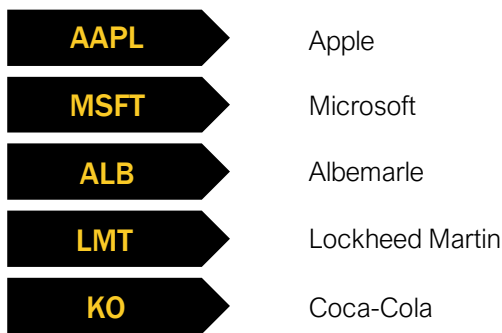 AAPL Apple
MSFT Microsoft
ALB Albemarle
LMT Lockheed Martin
KO Coca-Cola